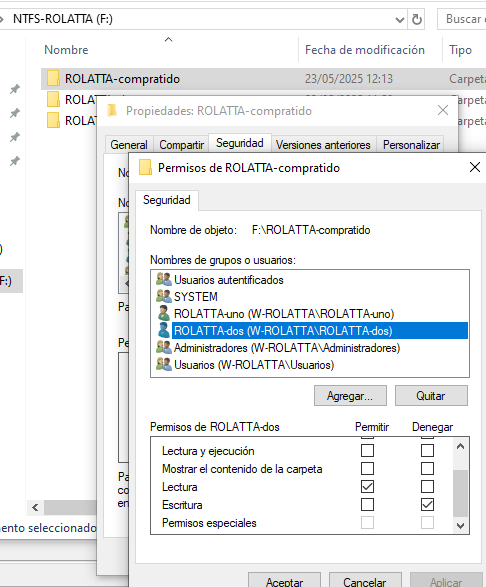 NTFS-ROLATTA (F:)
Buscar
Nombre
Fecha de modificación
Tipo
ROLATTA-compratido
23/05/2025 12:13
Carpeta
ROLATTA
Carpeta
ROLATTA
Carpeta
Propiedades: ROLATTA-compratido
General
Compartir
Seguridad
Versiones anteriores
Personalizar
Permisos de ROLATTA-compratido
Seguridad
Nombre de objeto:
F:\ROLATTA-compratido
Nombres de grupos o usuarios:
Usuarios autentificados
SYSTEM
ROLATTA-uno (W-ROLATTA\ROLATTA-uno)
ROLATTA-dos (W-ROLATTA\ROLATTA-dos)
Administradores (W-ROLATTA\Administradores)
Usuarios (W-ROLATTA\Usuarios)
Agregar...
Quitar
Permisos de ROLATTA-dos
Permitir
Denegar
Lectura y ejecución
Mostrar el contenido de la carpeta
Lectura
Escritura
Permisos especiales
F:)
seleccionado
Aceptar
Cancelar
Aplicar